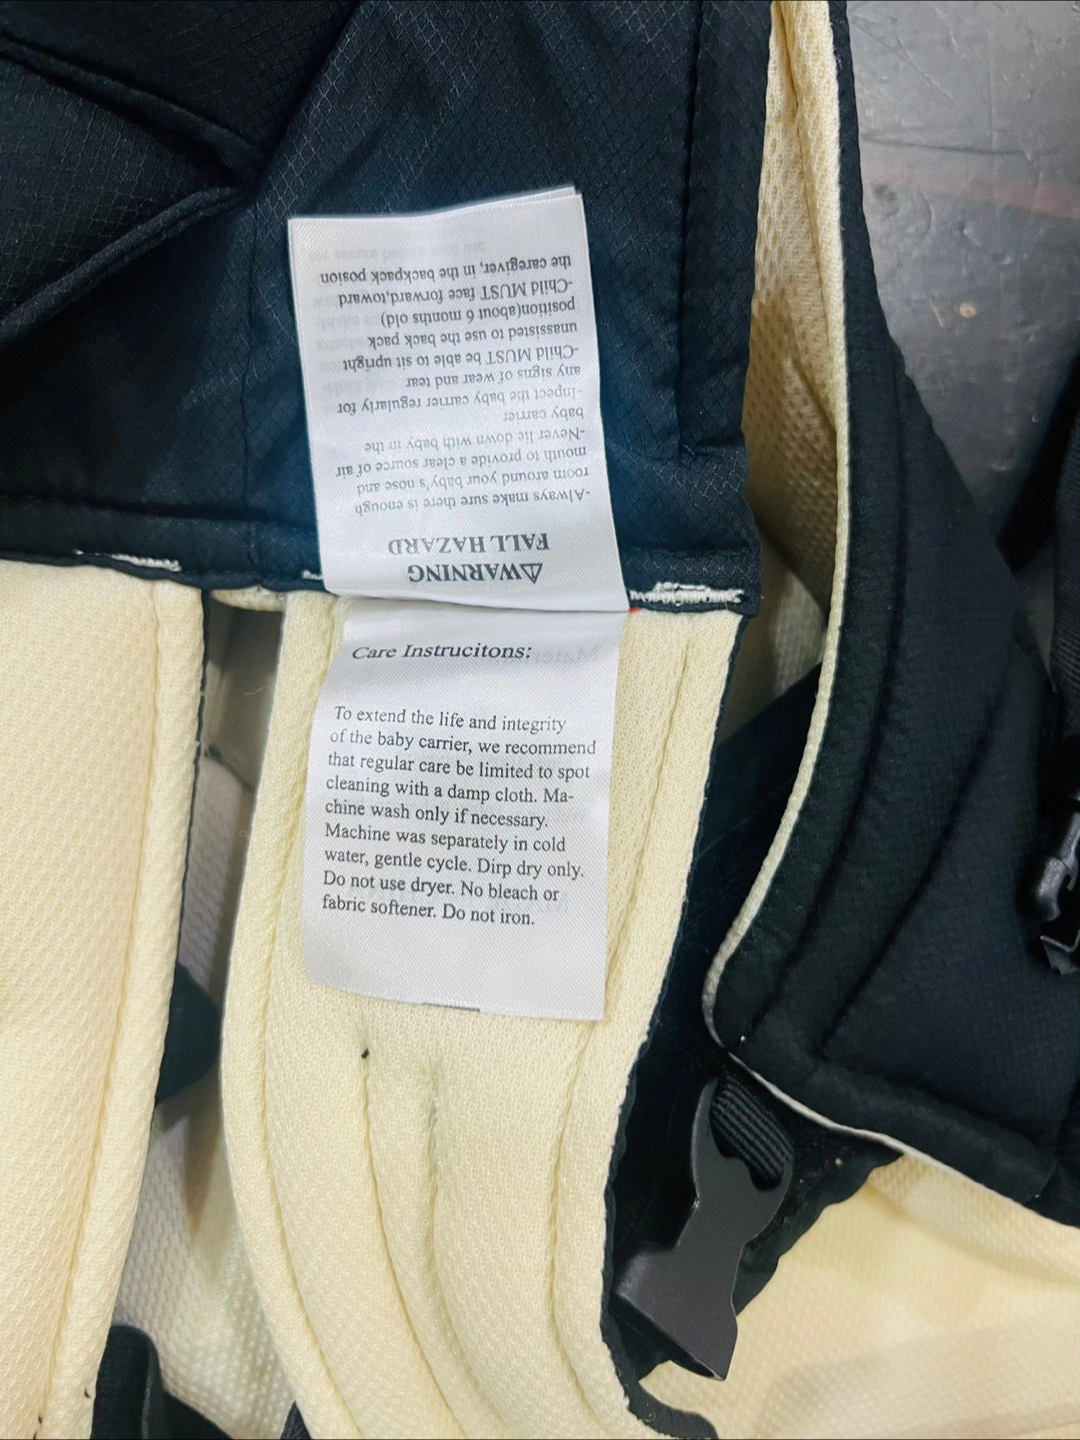 ⚠WARNING
FALL HAZARD
-Always make sure there is enough
room around your baby's nose and
mouth to provide a clear source of air
-Never lie down with baby in the
baby carrier
-Inpect the baby carrier regularly for
any signs of wear and tear
-Child MUST be able to sit upright
unassisted to use the back pack
position(about 6 months old)
-Child MUST face forward,toward
the caregiver, in the backpack posion
Care Instrucitons:
To extend the life and integrity
of the baby carrier, we recommend
that regular care be limited to spot
cleaning with a damp cloth. Ma-
chine wash only if necessary.
Machine was separately in cold
water, gentle cycle. Dirp dry only.
Do not use dryer. No bleach or
fabric softener. Do not iron.